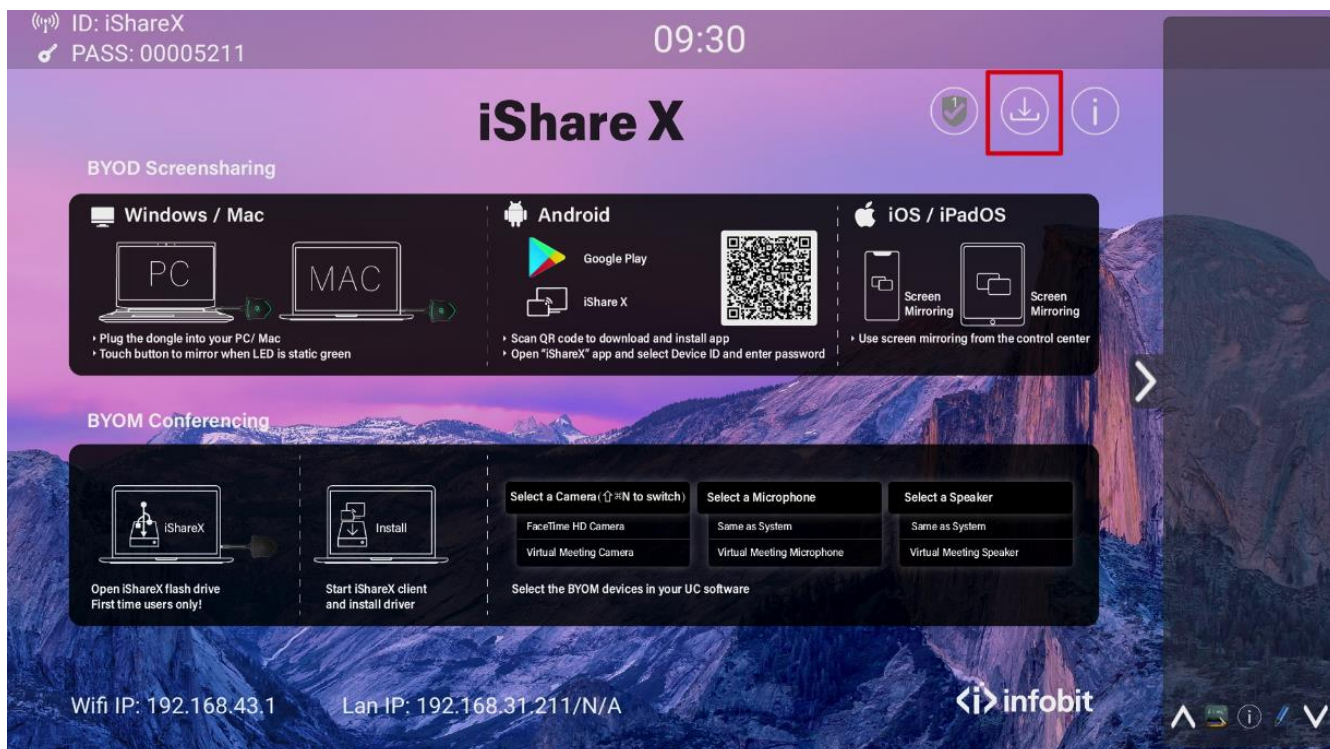 ID: iShareX
PASS: 00005211
09:30
iShare X
1
i
BYOD Screensharing
Windows / Mac
PC
MAC
‣ Plug the dongle into your PC/ Mac
‣ Touch button to mirror when LED is static green
Android
Google Play
iShare X
‣ Scan QR code to download and install app
‣ Open "iShareX" app and select Device ID and enter password
iOS / iPadOS
Screen
Mirroring
Screen
Mirroring
‣ Use screen mirroring from the control center
BYOM Conferencing
iShareX
Open iShareX flash drive
First time users only!
Install
Start iShareX client
and install driver
Select a Camera(⇧⌘N to switch)
FaceTime HD Camera
Virtual Meeting Camera
Select a Microphone
Same as System
Virtual Meeting Microphone
Select a Speaker
Same as System
Virtual Meeting Speaker
Select the BYOM devices in your UC software
Wifi IP: 192.168.43.1
Lan IP: 192.168.31.211/N/A
<i> infobit